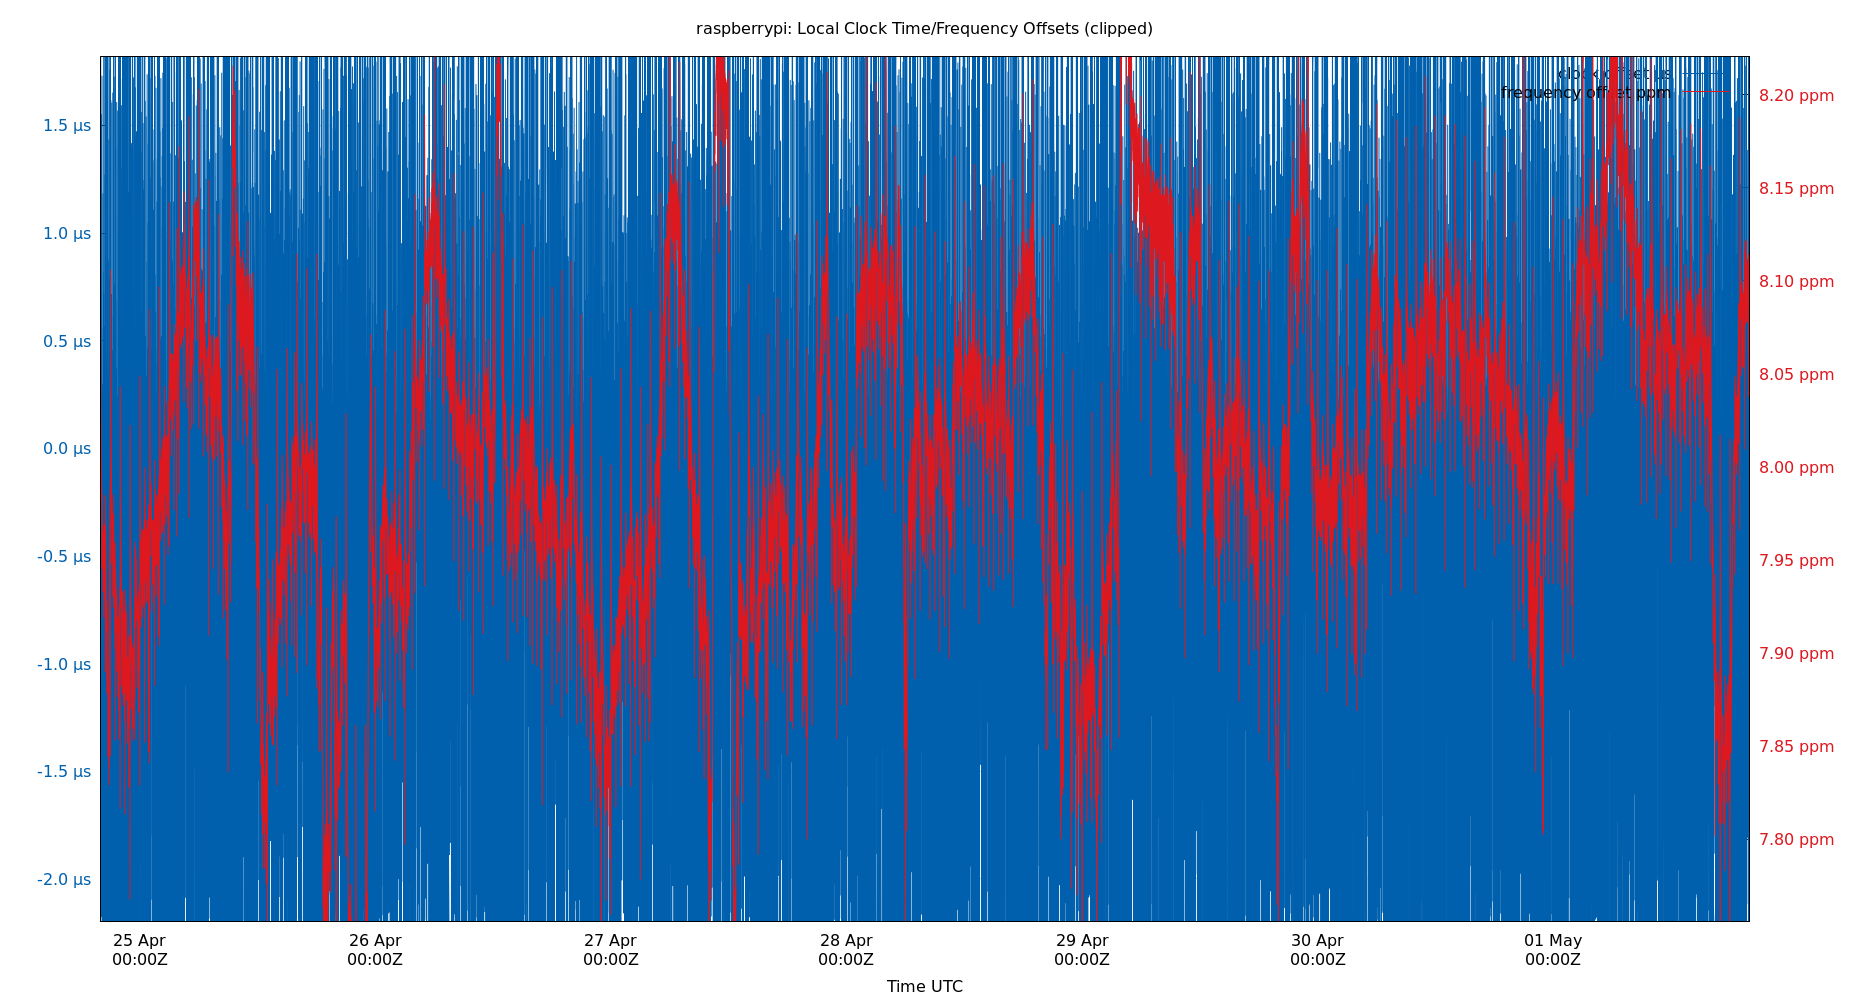 raspberrypi: Local Clock Time/Frequency Offsets (clipped)
clock offset µs
frequency offset ppm
1.5 µs
1.0 µs
0.5 µs
0.0 µs
-0.5 µs
-1.0 µs
-1.5 µs
-2.0 µs
8.20 ppm
8.15 ppm
8.10 ppm
8.05 ppm
8.00 ppm
7.95 ppm
7.90 ppm
7.85 ppm
7.80 ppm
25 Apr 26 Apr 27 Apr 28 Apr 29 Apr 30 Apr 01 May
00:00Z 00:00Z 00:00Z 00:00Z 00:00Z 00:00Z 00:00Z
Time UTC